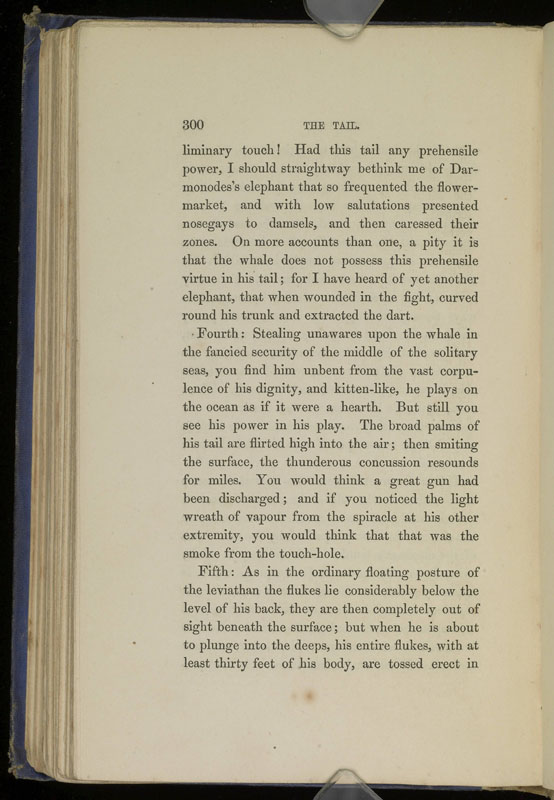 300 THE TAIL.
liminary touch! Had this tail any prehensile
power, I should straightway bethink me of Dar-
monodes's elephant that so frequented the flower-
market, and with low salutations presented
nosegays to damsels, and then caressed their
zones. On more accounts than one, a pity it is
that the whale does not possess this prehensile
virtue in his tail; for I have heard of yet another
elephant, that when wounded in the fight, curved
round his trunk and extracted the dart.
Fourth: Stealing unawares upon the whale in
the fancied security of the middle of the solitary
seas, you find him unbent from the vast corpu-
lence of his dignity, and kitten-like, he plays on
the ocean as if it were a hearth. But still you
see his power in his play. The broad palms of
his tail are flirted high into the air; then smiting
the surface, the thunderous concussion resounds
for miles. You would think a great gun had
been discharged; and if you noticed the light
wreath of vapour from the spiracle at his other
extremity, you would think that that was the
smoke from the touch-hole.
Fifth: As in the ordinary floating posture of
the leviathan the flukes lie considerably below the
level of his back, they are then completely out of
sight beneath the surface; but when he is about
to plunge into the deeps, his entire flukes, with at
least thirty feet of his body, are tossed erect in